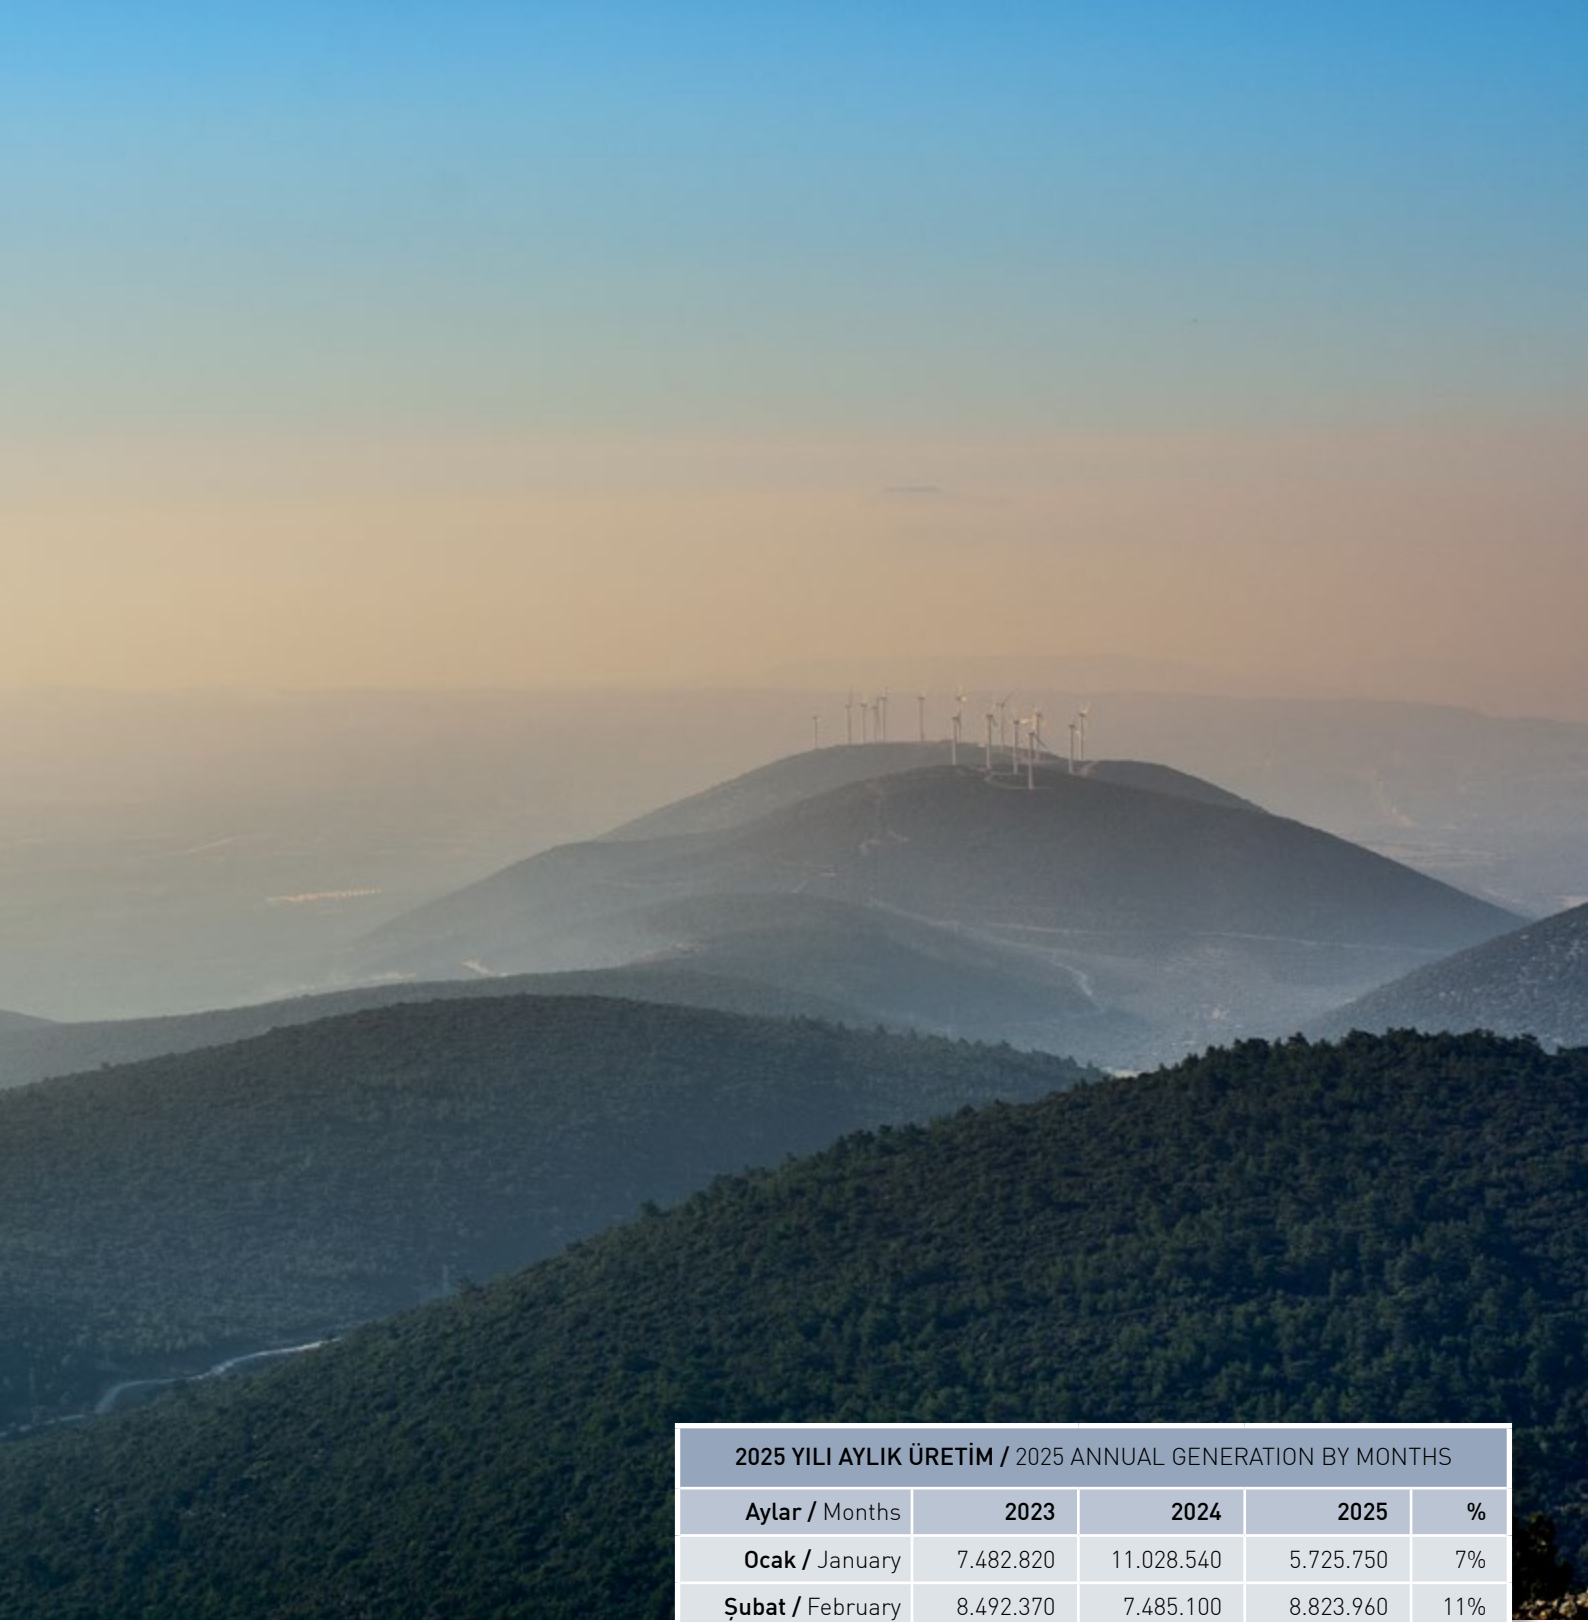 2025 YILI AYLIK ÜRETİM / 2025 ANNUAL GENERATION BY MONTHS
Aylar / Months 2023 2024 2025 %
Ocak / January 7.482.820 11.028.540 5.725.750 7%
Şubat / February 8.492.370 7.485.100 8.823.960 11%